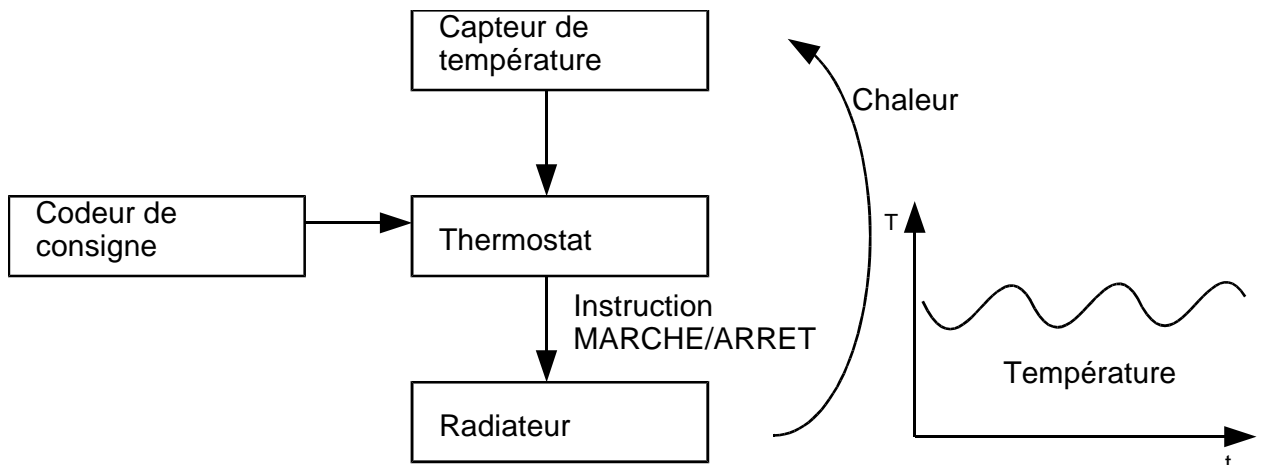 Capteur de
température
Chaleur
Codeur de
consigne
Thermostat
T
Instruction
MARCHE/ARRET
Température
Radiateur
t